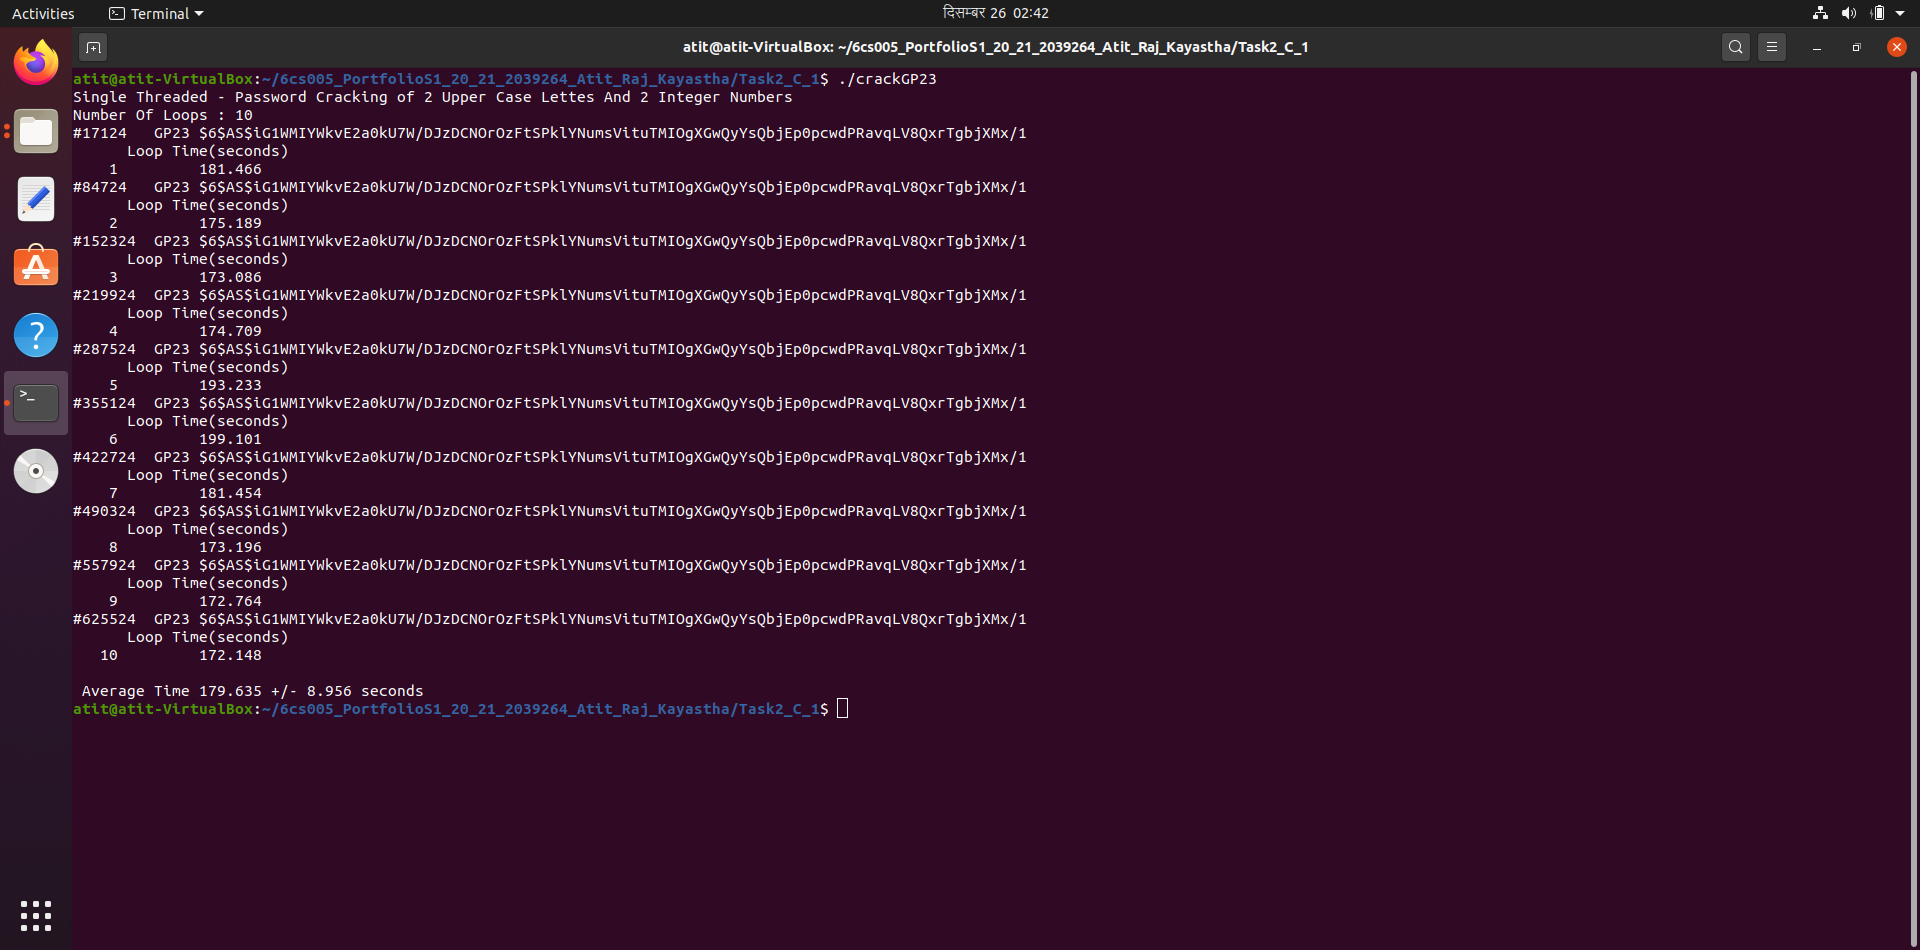 Activities Terminal दिसम्बर 26 02:42
atit@atit-VirtualBox: ~/6cs005_PortfolioS1_20_21_2039264_Atit_Raj_Kayastha/Task2_C_1
atit@atit-VirtualBox:~/6cs005_PortfolioS1_20_21_2039264_Atit_Raj_Kayastha/Task2_C_1$ ./crackGP23
Single Threaded - Password Cracking of 2 Upper Case Lettes And 2 Integer Numbers
Number Of Loops : 10
#17124   GP23 $6$AS$iG1WMIYWkvE2a0kU7W/DJzDCNOrOzFtSPklYNumsVituTMIOgXGwQyYsQbjEp0pcwdPRavqLV8QxrTgbjXMx/1
Loop Time(seconds)
1         181.466
#84724   GP23 $6$AS$iG1WMIYWkvE2a0kU7W/DJzDCNOrOzFtSPklYNumsVituTMIOgXGwQyYsQbjEp0pcwdPRavqLV8QxrTgbjXMx/1
Loop Time(seconds)
2         175.189
#152324  GP23 $6$AS$iG1WMIYWkvE2a0kU7W/DJzDCNOrOzFtSPklYNumsVituTMIOgXGwQyYsQbjEp0pcwdPRavqLV8QxrTgbjXMx/1
Loop Time(seconds)
3         173.086
#219924  GP23 $6$AS$iG1WMIYWkvE2a0kU7W/DJzDCNOrOzFtSPklYNumsVituTMIOgXGwQyYsQbjEp0pcwdPRavqLV8QxrTgbjXMx/1
Loop Time(seconds)
4         174.709
#287524  GP23 $6$AS$iG1WMIYWkvE2a0kU7W/DJzDCNOrOzFtSPklYNumsVituTMIOgXGwQyYsQbjEp0pcwdPRavqLV8QxrTgbjXMx/1
Loop Time(seconds)
5         193.233
#355124  GP23 $6$AS$iG1WMIYWkvE2a0kU7W/DJzDCNOrOzFtSPklYNumsVituTMIOgXGwQyYsQbjEp0pcwdPRavqLV8QxrTgbjXMx/1
Loop Time(seconds)
6         199.101
#422724  GP23 $6$AS$iG1WMIYWkvE2a0kU7W/DJzDCNOrOzFtSPklYNumsVituTMIOgXGwQyYsQbjEp0pcwdPRavqLV8QxrTgbjXMx/1
Loop Time(seconds)
7         181.454
#490324  GP23 $6$AS$iG1WMIYWkvE2a0kU7W/DJzDCNOrOzFtSPklYNumsVituTMIOgXGwQyYsQbjEp0pcwdPRavqLV8QxrTgbjXMx/1
Loop Time(seconds)
8         173.196
#557924  GP23 $6$AS$iG1WMIYWkvE2a0kU7W/DJzDCNOrOzFtSPklYNumsVituTMIOgXGwQyYsQbjEp0pcwdPRavqLV8QxrTgbjXMx/1
Loop Time(seconds)
9         172.764
#625524  GP23 $6$AS$iG1WMIYWkvE2a0kU7W/DJzDCNOrOzFtSPklYNumsVituTMIOgXGwQyYsQbjEp0pcwdPRavqLV8QxrTgbjXMx/1
Loop Time(seconds)
10         172.148
Average Time 179.635 +/- 8.956 seconds
atit@atit-VirtualBox:~/6cs005_PortfolioS1_20_21_2039264_Atit_Raj_Kayastha/Task2_C_1$